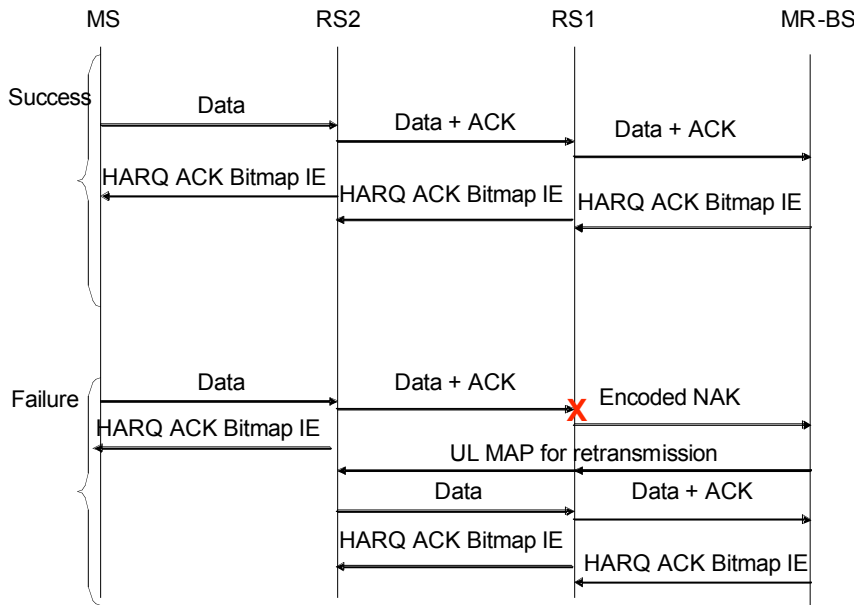 MS RS2 RS1 MR-BS
Success
Data
Data + ACK
Data + ACK
HARQ ACK Bitmap IE
HARQ ACK Bitmap IE
HARQ ACK Bitmap IE
Failure
Data
Data + ACK
X
Encoded NAK
HARQ ACK Bitmap IE
UL MAP for retransmission
Data
Data + ACK
HARQ ACK Bitmap IE
HARQ ACK Bitmap IE